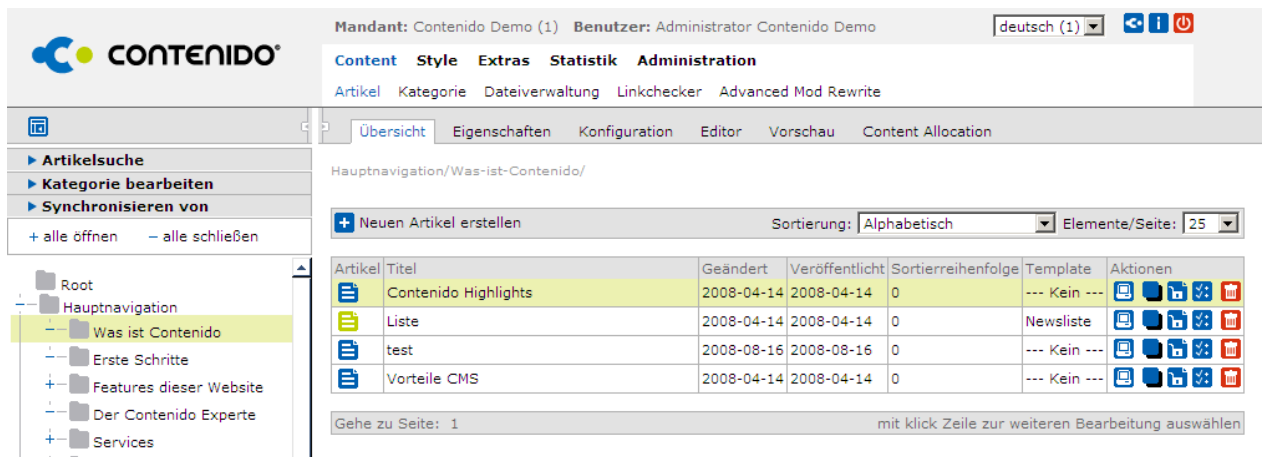 CONTENIDO
Mandant: Contenido Demo (1) Benutzer: Administrator Contenido Demo deutsch (1)
Content Style Extras Statistik Administration
Artikel Kategorie Dateiverwaltung Linkchecker Advanced Mod Rewrite
Übersicht Eigenschaften Konfiguration Editor Vorschau Content Allocation
Artikelsuche
Kategorie bearbeiten
Synchronisieren von
+ alle öffnen − alle schließen
Root
Hauptnavigation
Was ist Contenido
Erste Schritte
Features dieser Website
Der Contenido Experte
Services
Hauptnavigation/Was-ist-Contenido/
Neuen Artikel erstellen Sortierung: Alphabetisch Elemente/Seite: 25
Artikel Titel Geändert Veröffentlicht Sortierreihenfolge Template Aktionen
Contenido Highlights 2008-04-14 2008-04-14 0 --- Kein ---
Liste 2008-04-14 2008-04-14 0 Newsliste
test 2008-08-16 2008-08-16 0 --- Kein ---
Vorteile CMS 2008-04-14 2008-04-14 0 --- Kein ---
Gehe zu Seite: 1 mit klick Zeile zur weiteren Bearbeitung auswählen